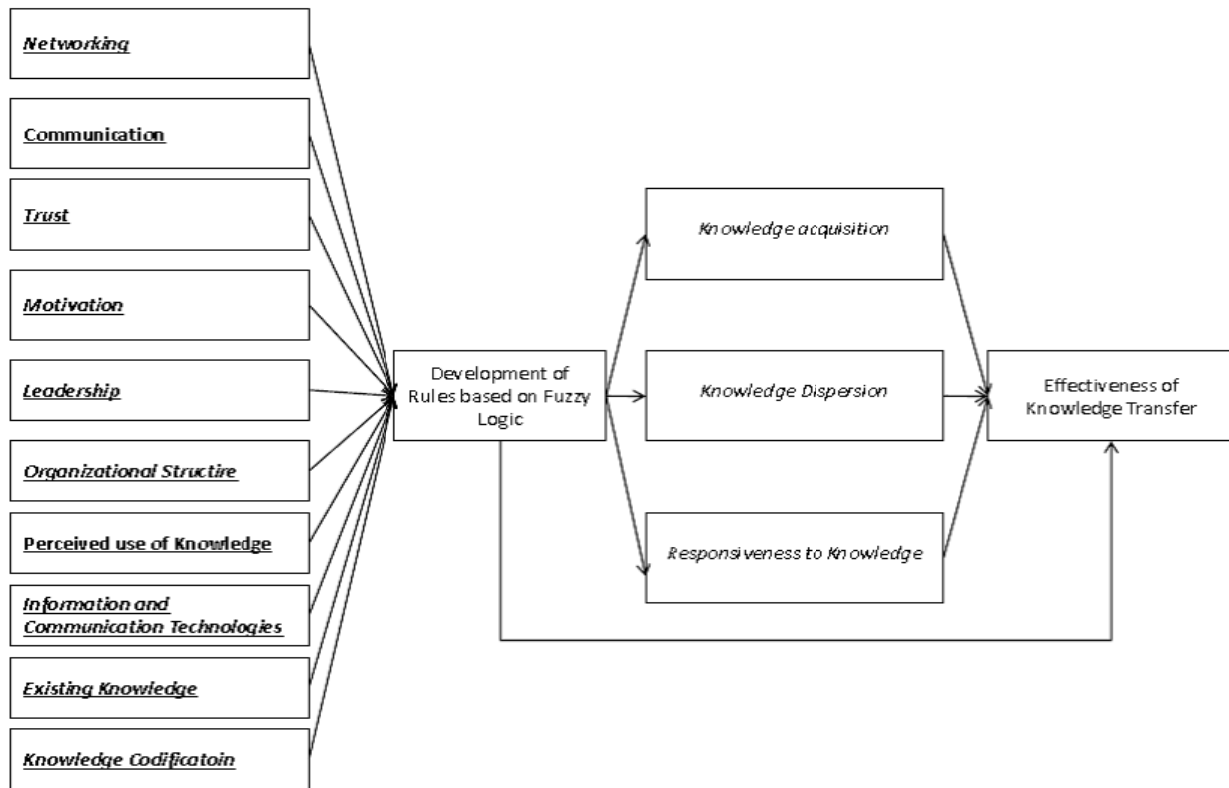 Networking
Communication
Trust
Motivation
Leadership
Organizational Structire
Perceived use of Knowledge
Information and
Communication Technologies
Existing Knowledge
Knowledge Codificatoin
Development of
Rules based on Fuzzy
Logic
Knowledge acquisition
Knowledge Dispersion
Responsiveness to Knowledge
Effectiveness of
Knowledge Transfer